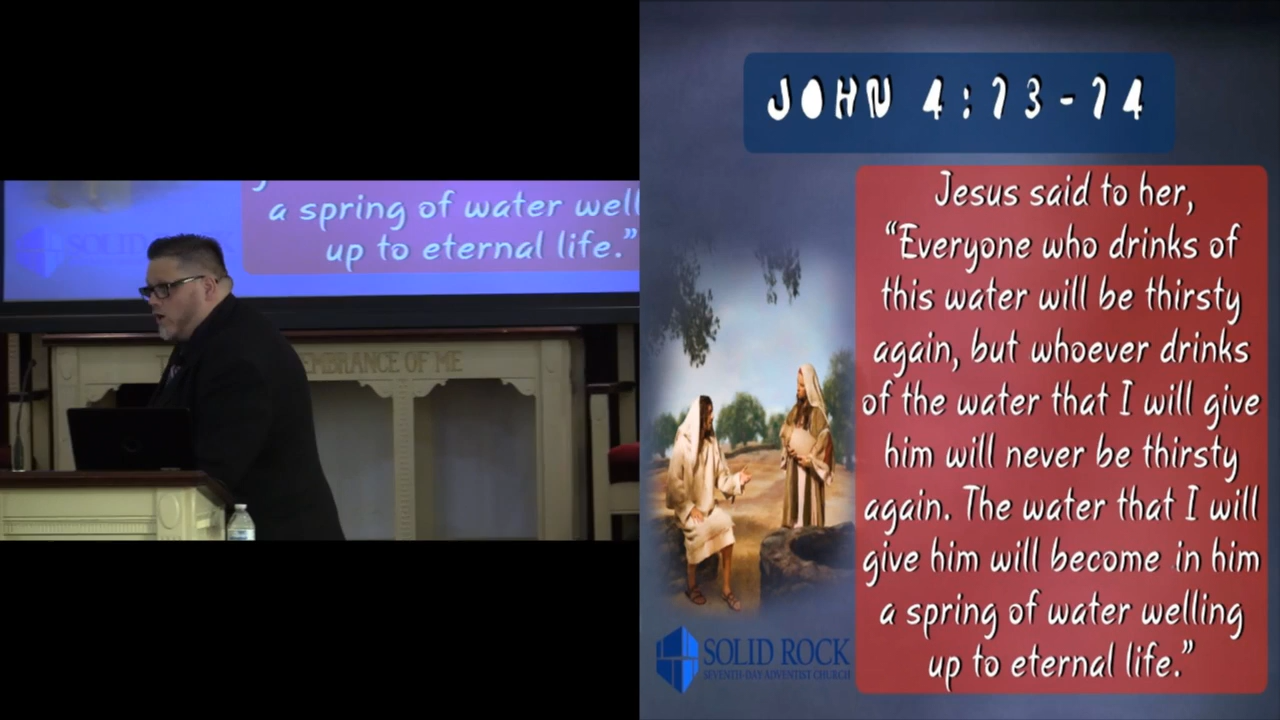 a spring of water well
up to eternal life.”
SOLID ROCK
EMBRANCE OF ME
JOHN 4:13-14
Jesus said to her,
“Everyone who drinks of
this water will be thirsty
again, but whoever drinks
of the water that I will give
him will never be thirsty
again. The water that I will
give him will become in him
a spring of water welling
up to eternal life.”
SOLID ROCK
SEVENTH-DAY ADVENTIST CHURCH